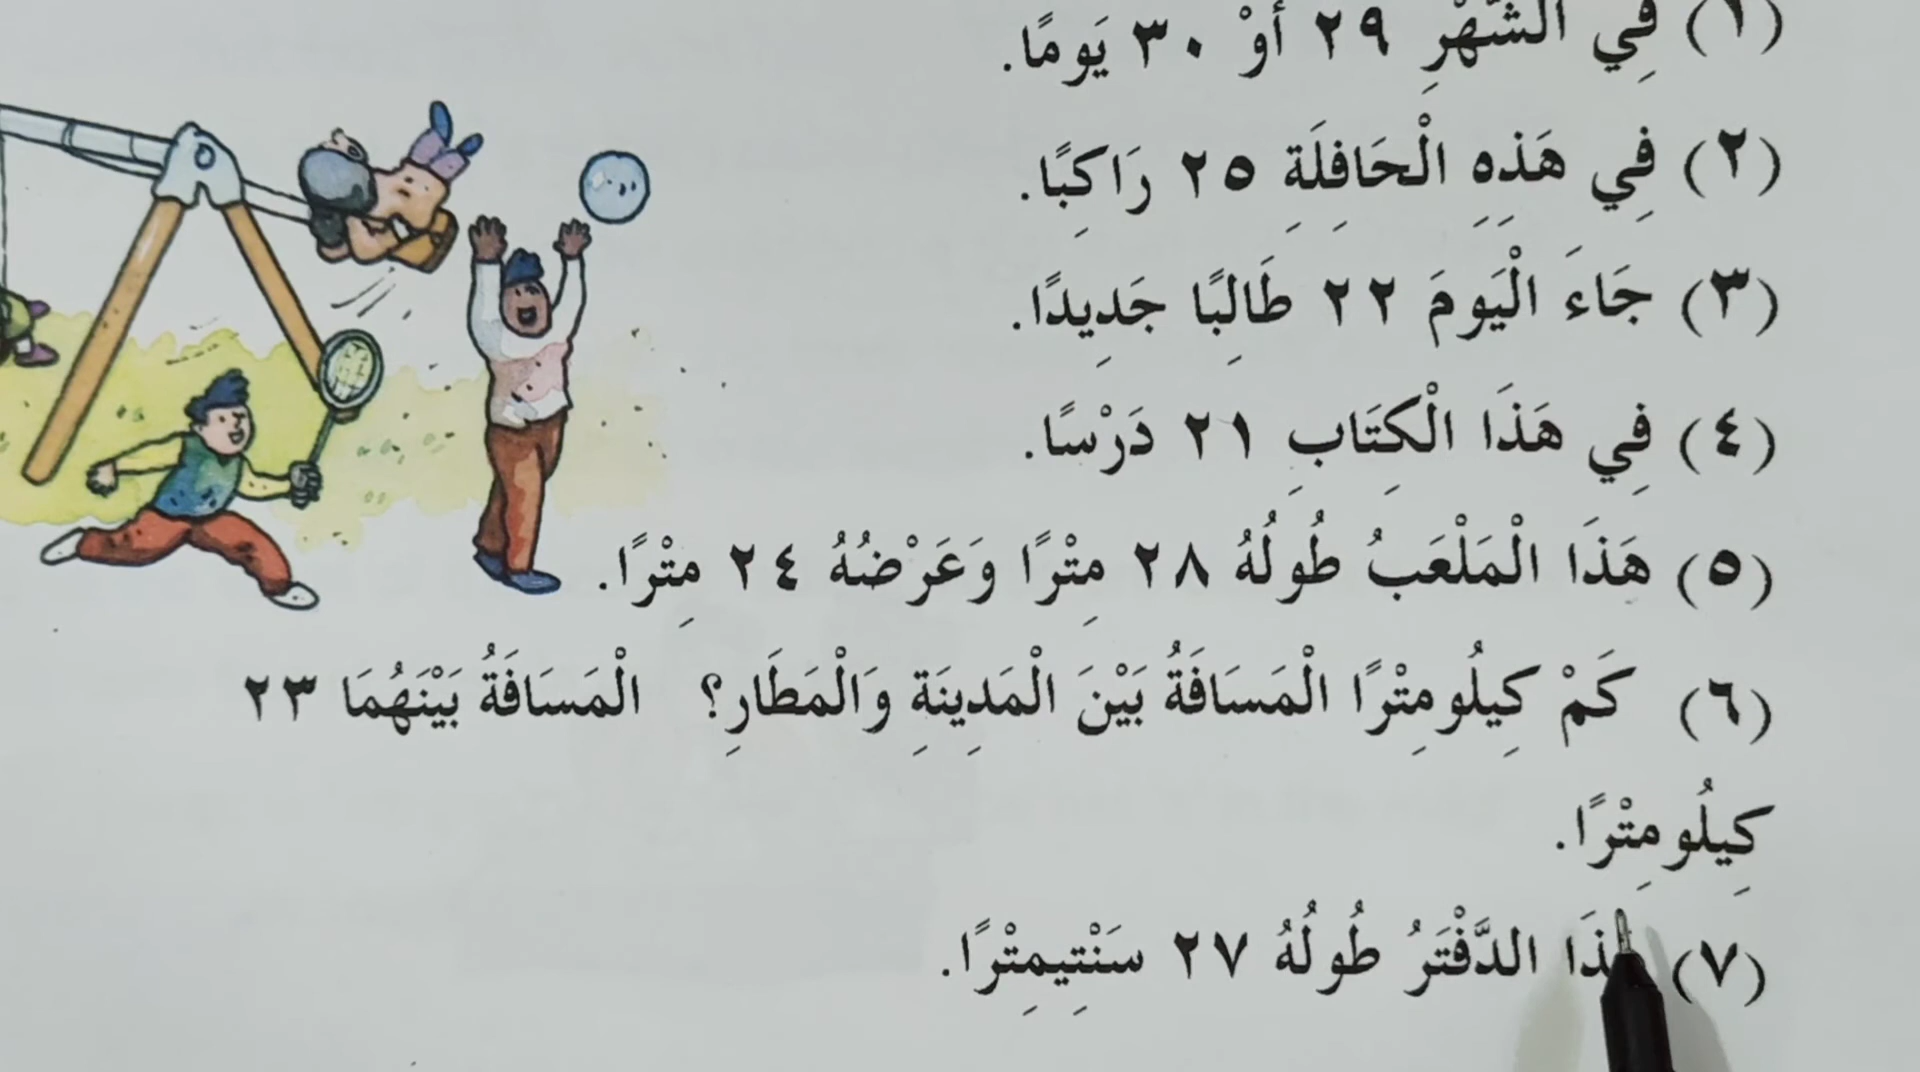 (١) فِي الشَّهْرِ ٢٩ أَوْ ٣٠ يَومًا.
(٢) فِي هَذِهِ الْحَافِلَةِ ٢٥ رَاكِبًا.
(٣) جَاءَ الْيَومَ ٢٢ طَالِبًا جَدِيدًا.
(٤) فِي هَذَا الْكِتَابِ ٢١ دَرْسًا.
(٥) هَذَا الْمَلْعَبُ طُولُهُ ٢٨ مِتْرًا وَعَرْضُهُ ٢٤ مِتْرًا.
(٦) كَمْ كِيلُومِتْرًا الْمَسَافَةُ بَيْنَ الْمَدِينَةِ وَالْمَطَارِ؟ الْمَسَافَةُ بَيْنَهُمَا ٢٣
كِيلُومِتْرًا.
(٧) هَذَا الدَّفْتَرُ طُولُهُ ٢٧ سَنْتِيمِتْرًا.